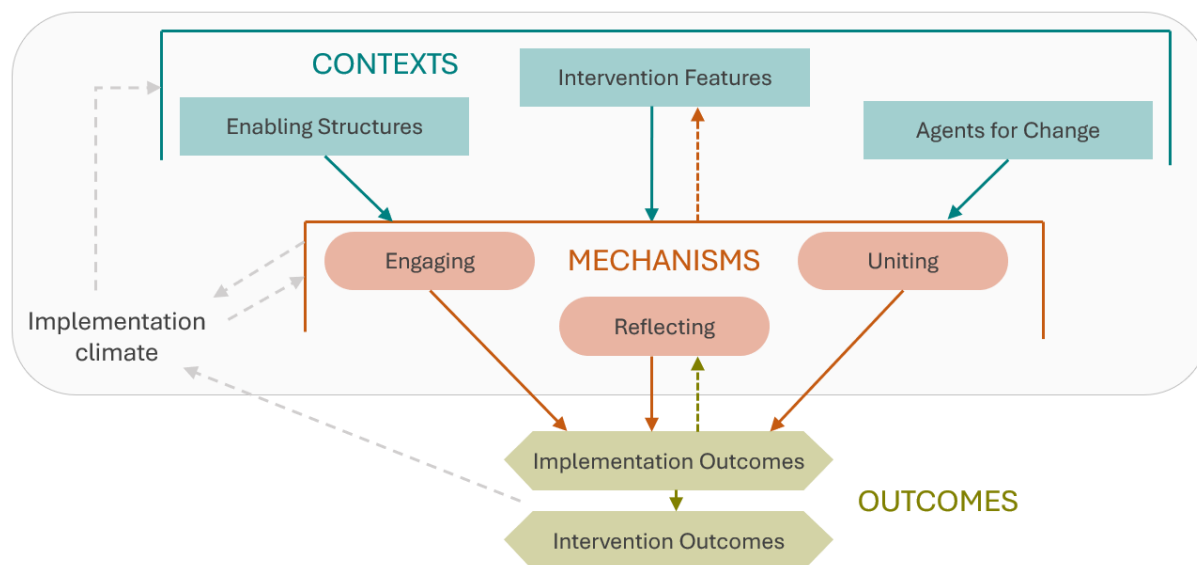 CONTEXTS
Intervention Features
Enabling Structures
Agents for Change
Engaging
MECHANISMS
Uniting
Reflecting
Implementation
climate
Implementation Outcomes
OUTCOMES
Intervention Outcomes